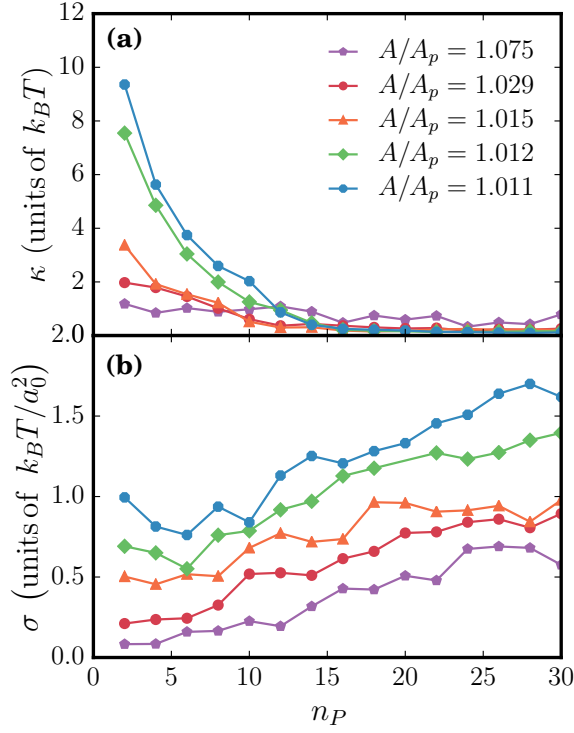 12
10
8
6
4
2
κ (units of k_BT)
(a)
A/A_p = 1.075
A/A_p = 1.029
A/A_p = 1.015
A/A_p = 1.012
A/A_p = 1.011
2.0
1.5
1.0
0.5
0.0
σ (units of k_BT/a_0^2)
(b)
0 5 10 15 20 25 30
n_P